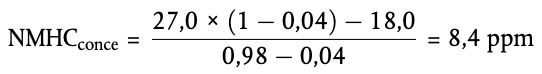 NMHC_conce = (27,0 × (1 − 0,04) − 18,0) / (0,98 − 0,04) = 8,4 ppm